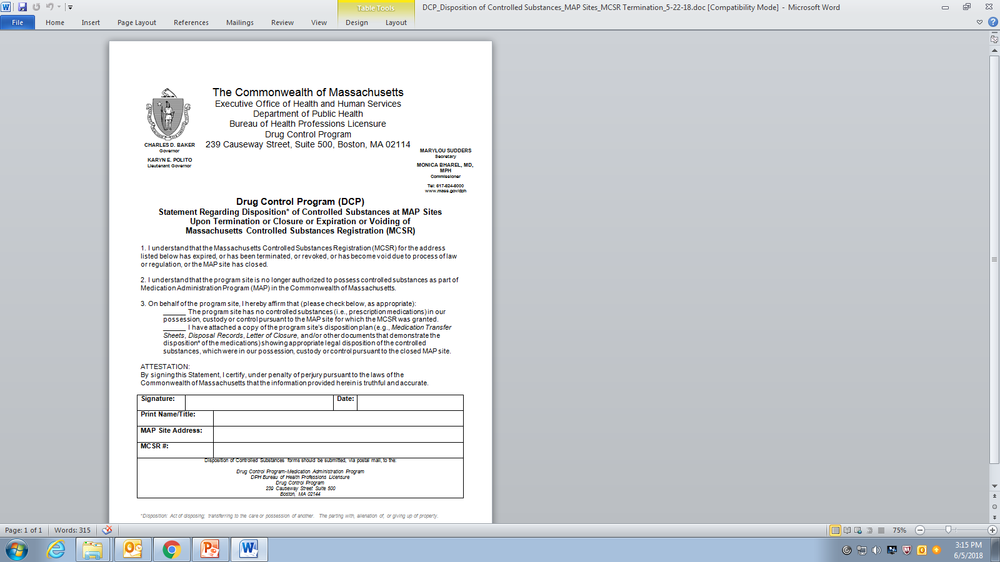 Table Tools
DCP_Disposition of Controlled Substances_MAP Sites_MCSR Termination_5-22-18.doc [Compatibility Mode] - Microsoft Word
File Home Insert Page Layout References Mailings Review View Design Layout
The Commonwealth of Massachusetts
Executive Office of Health and Human Services
Department of Public Health
Bureau of Health Professions Licensure
Drug Control Program
239 Causeway Street, Suite 500, Boston, MA 02114
CHARLES D. BAKER
Governor
KARYN E. POLITO
Lieutenant Governor
MARYLOU SUDDERS
Secretary
MONICA BHAREL, MD,
MPH
Commissioner
Tel: 617-624-6000
www.mass.gov/dph
Drug Control Program (DCP)
Statement Regarding Disposition* of Controlled Substances at MAP Sites
Upon Termination or Closure or Expiration or Voiding of
Massachusetts Controlled Substances Registration (MCSR)
1. I understand that the Massachusetts Controlled Substances Registration (MCSR) for the address
listed below has expired, or has been terminated, or revoked, or has become void due to process of law
or regulation, or the MAP site has closed.
2. I understand that the program site is no longer authorized to possess controlled substances as part of
Medication Administration Program (MAP) in the Commonwealth of Massachusetts.
3. On behalf of the program site, I hereby affirm that (please check below, as appropriate):
______ The program site has no controlled substances (i.e., prescription medications) in our
possession, custody or control pursuant to the MAP site for which the MCSR was granted.
______ I have attached a copy of the program site's disposition plan (e.g., Medication Transfer
Sheets, Disposal Records, Letter of Closure, and/or other documents that demonstrate the
disposition* of the medications) showing appropriate legal disposition of the controlled
substances, which were in our possession, custody or control pursuant to the closed MAP site.
ATTESTATION:
By signing this Statement, I certify, under penalty of perjury pursuant to the laws of the
Commonwealth of Massachusetts that the information provided herein is truthful and accurate.
Signature: Date:
Print Name/Title:
MAP Site Address:
MCSR #:
Disposition of Controlled Substances forms should be submitted, via postal mail, to the:
Drug Control Program-Medication Administration Program
DPH Bureau of Health Professions Licensure
Drug Control Program
239 Causeway Street Suite 500
Boston, MA 02144
*Disposition: Act of disposing; transferring to the care or possession of another. The parting with, alienation of, or giving up of property.
Page: 1 of 1 Words: 315 75%
3:15 PM
6/5/2018